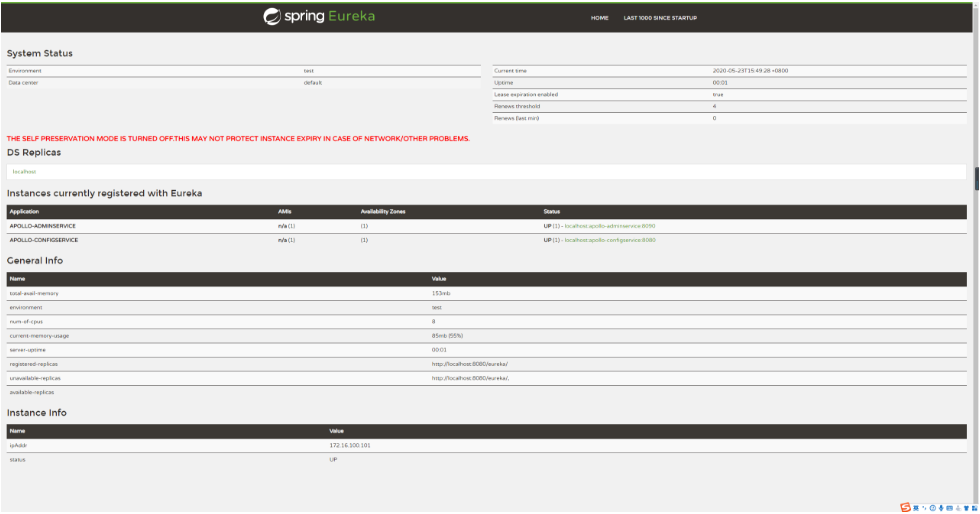 spring Eureka HOME LAST 1000 SINCE STARTUP
System Status
Environment test
Data center default
Current time 2020-05-23T15:49:28 +0800
Uptime 00:01
Lease expiration enabled true
Renews threshold 4
Renews (last min) 0
THE SELF PRESERVATION MODE IS TURNED OFF.THIS MAY NOT PROTECT INSTANCE EXPIRY IN CASE OF NETWORK/OTHER PROBLEMS.
DS Replicas
localhost
Instances currently registered with Eureka
Application AMIs Availability Zones Status
APOLLO-ADMINSERVICE n/a (1) (1) UP (1) - localhost:apollo-adminservice:8090
APOLLO-CONFIGSERVICE n/a (1) (1) UP (1) - localhost:apollo-configservice:8080
General Info
Name Value
total-avail-memory 153mb
environment test
num-of-cpus 8
current-memory-usage 85mb (55%)
server-uptime 00:01
registered-replicas http://localhost:8080/eureka/
unavailable-replicas http://localhost:8080/eureka/,
available-replicas
Instance Info
Name Value
ipAddr 172.16.100.101
status UP
英